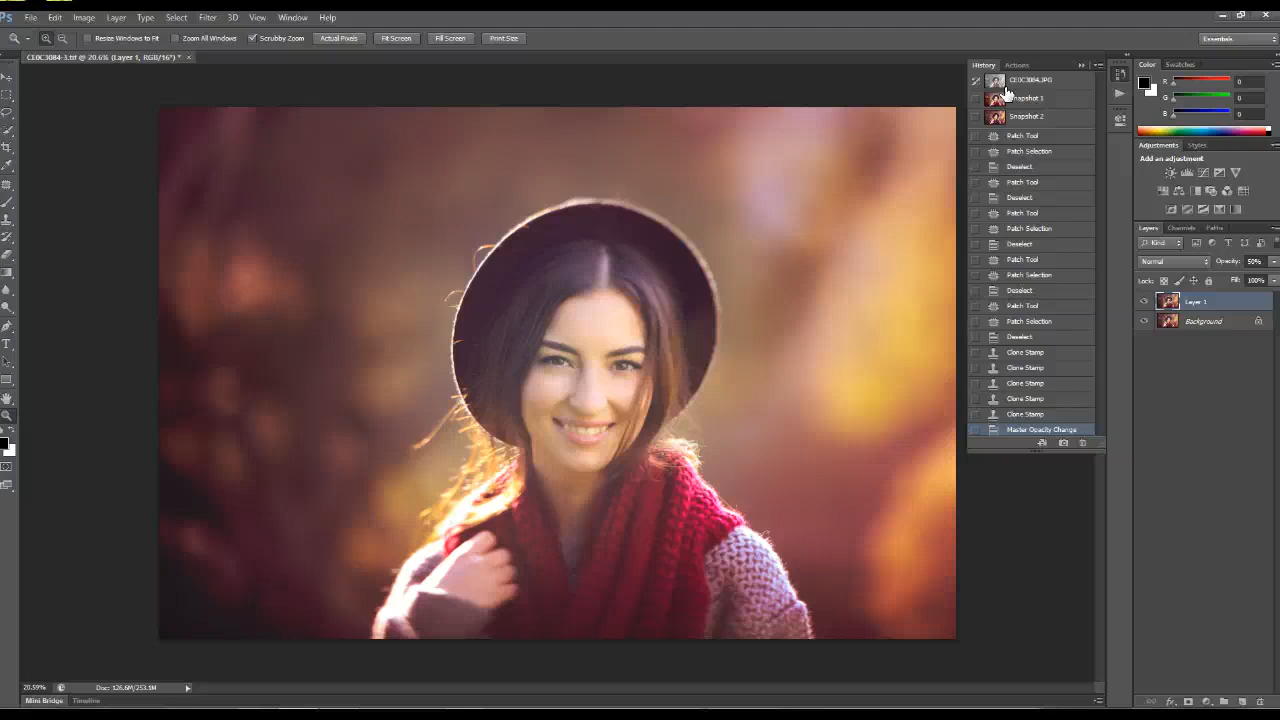 Ps File Edit Image Layer Type Select Filter 3D View Window Help
Resize Windows to Fit Zoom All Windows Scrubby Zoom Actual Pixels Fit Screen Fill Screen Print Size Essentials
CE0C3084-3.tif @ 20.6% (Layer 1, RGB/16*) * ×
History Actions
CE0C3084.JPG
Snapshot 1
Snapshot 2
Patch Tool
Patch Selection
Deselect
Patch Tool
Deselect
Patch Tool
Patch Selection
Deselect
Patch Tool
Patch Selection
Deselect
Patch Tool
Patch Selection
Deselect
Clone Stamp
Clone Stamp
Clone Stamp
Clone Stamp
Clone Stamp
Master Opacity Change
Color Swatches
R 0
G 0
B 0
Adjustments Styles
Add an adjustment
Layers Channels Paths
Kind
Normal Opacity: 50%
Lock: Fill: 100%
Layer 1
Background
20.59% Doc: 126.6M/253.1M
Mini Bridge Timeline